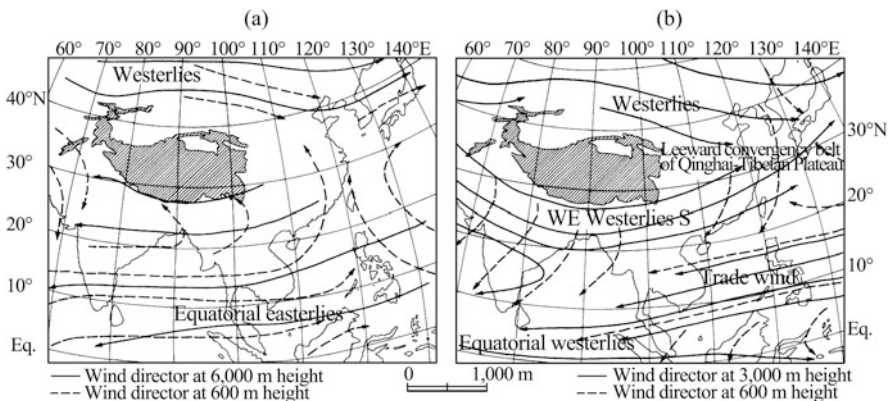 (a)
(b)
60° 70° 80° 90° 100° 110° 120° 130° 140°E
60° 70° 80° 90° 100° 110° 120° 130° 140°E
Westerlies
40°N
30°
20°
10°
Eq.
Equatorial easterlies
Westerlies
30°N
Leeward convergency belt
of Qinghai-Tibetan Plateau
20°
WE Westerlies S
10°
Trade wind
Equatorial westerlies
Eq.
Wind director at 6,000 m height
Wind director at 600 m height
0 1,000 m
Wind director at 3,000 m height
Wind director at 600 m height